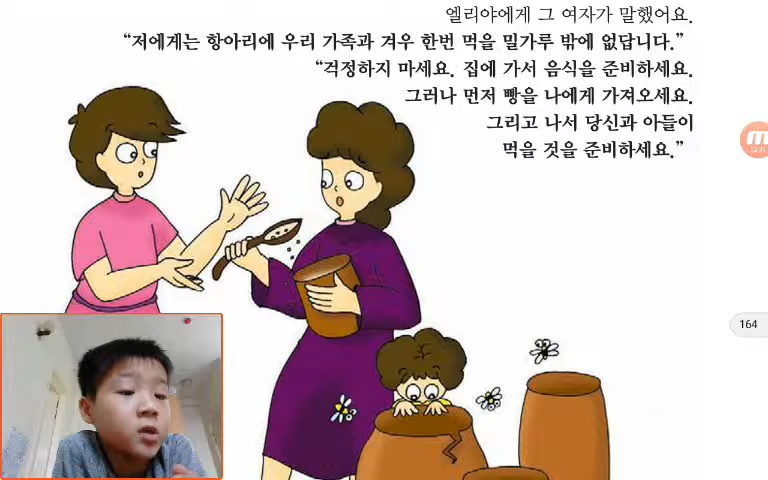 엘리야에게 그 여자가 말했어요.
“저에게는 항아리에 우리 가족과 겨우 한번 먹을 밀가루 밖에 없답니다.”
“걱정하지 마세요. 집에 가서 음식을 준비하세요.
그러나 먼저 빵을 나에게 가져오세요.
그리고 나서 당신과 아들이
먹을 것을 준비하세요.”
164